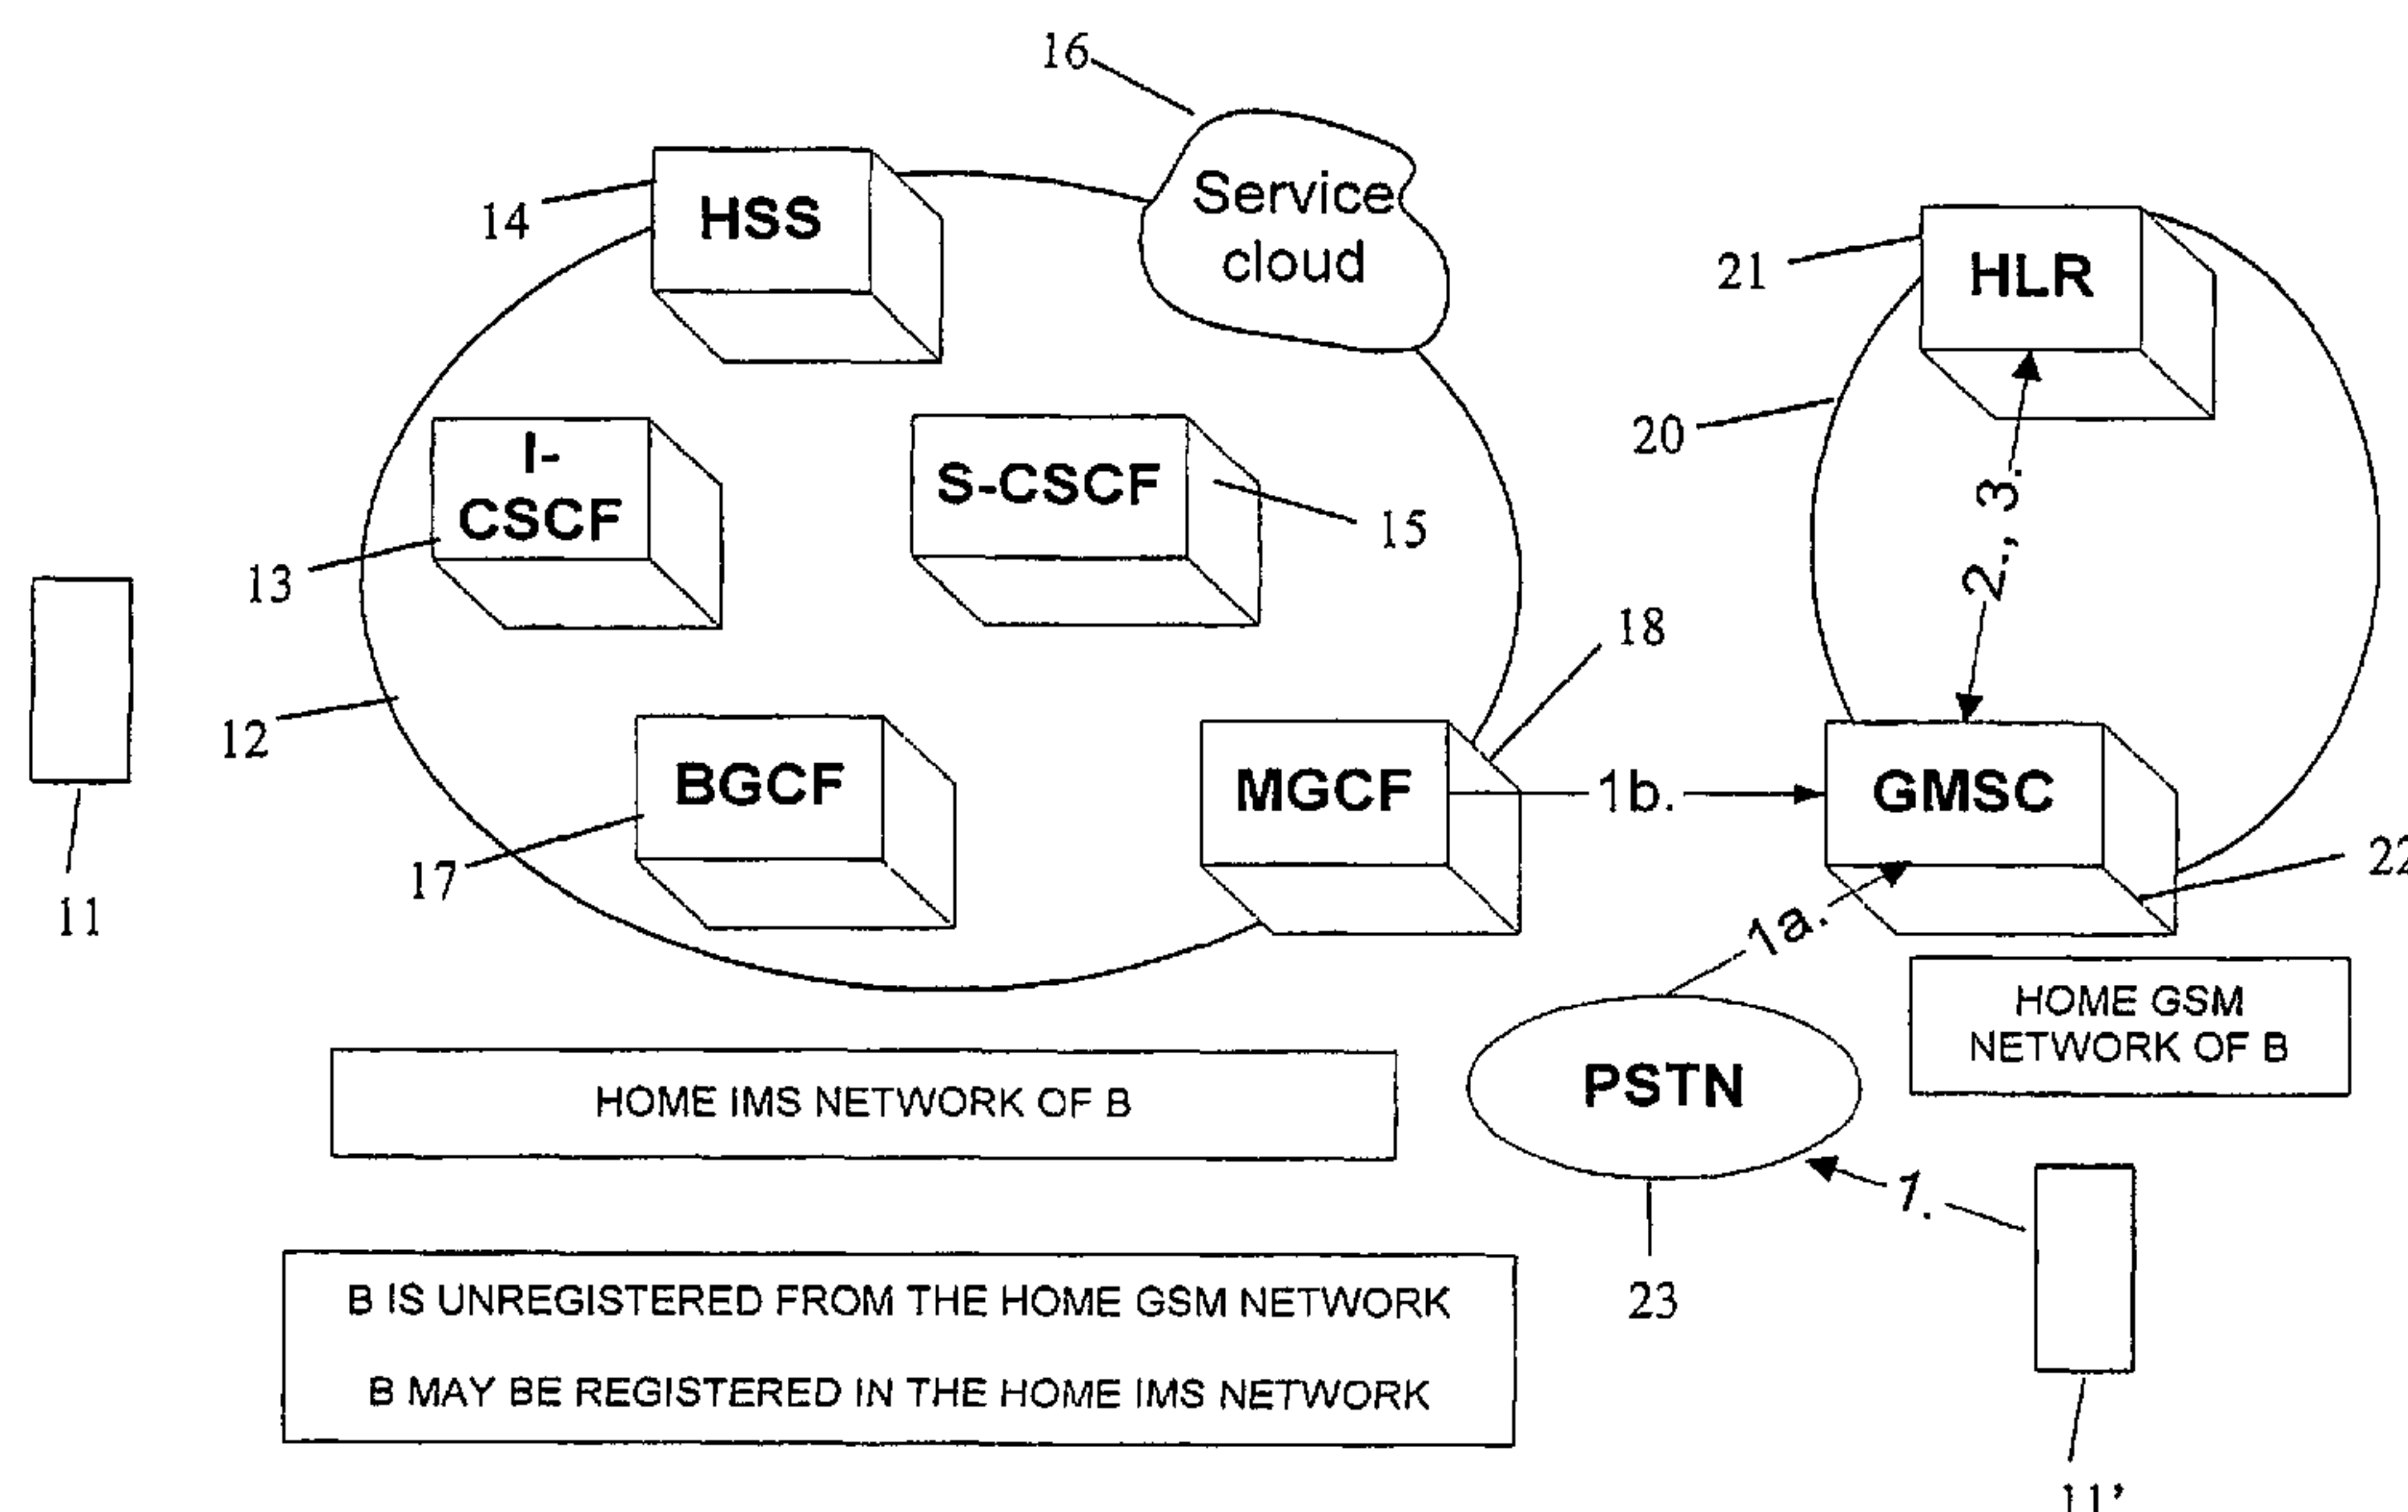 16
Service
cloud
14
HSS
21
HLR
20
I-
CSCF
S-CSCF
15
13
2., 3.
18
12
BGCF
MGCF
1b.
GMSC
17
22
11
1a.
HOME GSM
NETWORK OF B
HOME IMS NETWORK OF B
PSTN
1.
23
B IS UNREGISTERED FROM THE HOME GSM NETWORK
B MAY BE REGISTERED IN THE HOME IMS NETWORK
11'